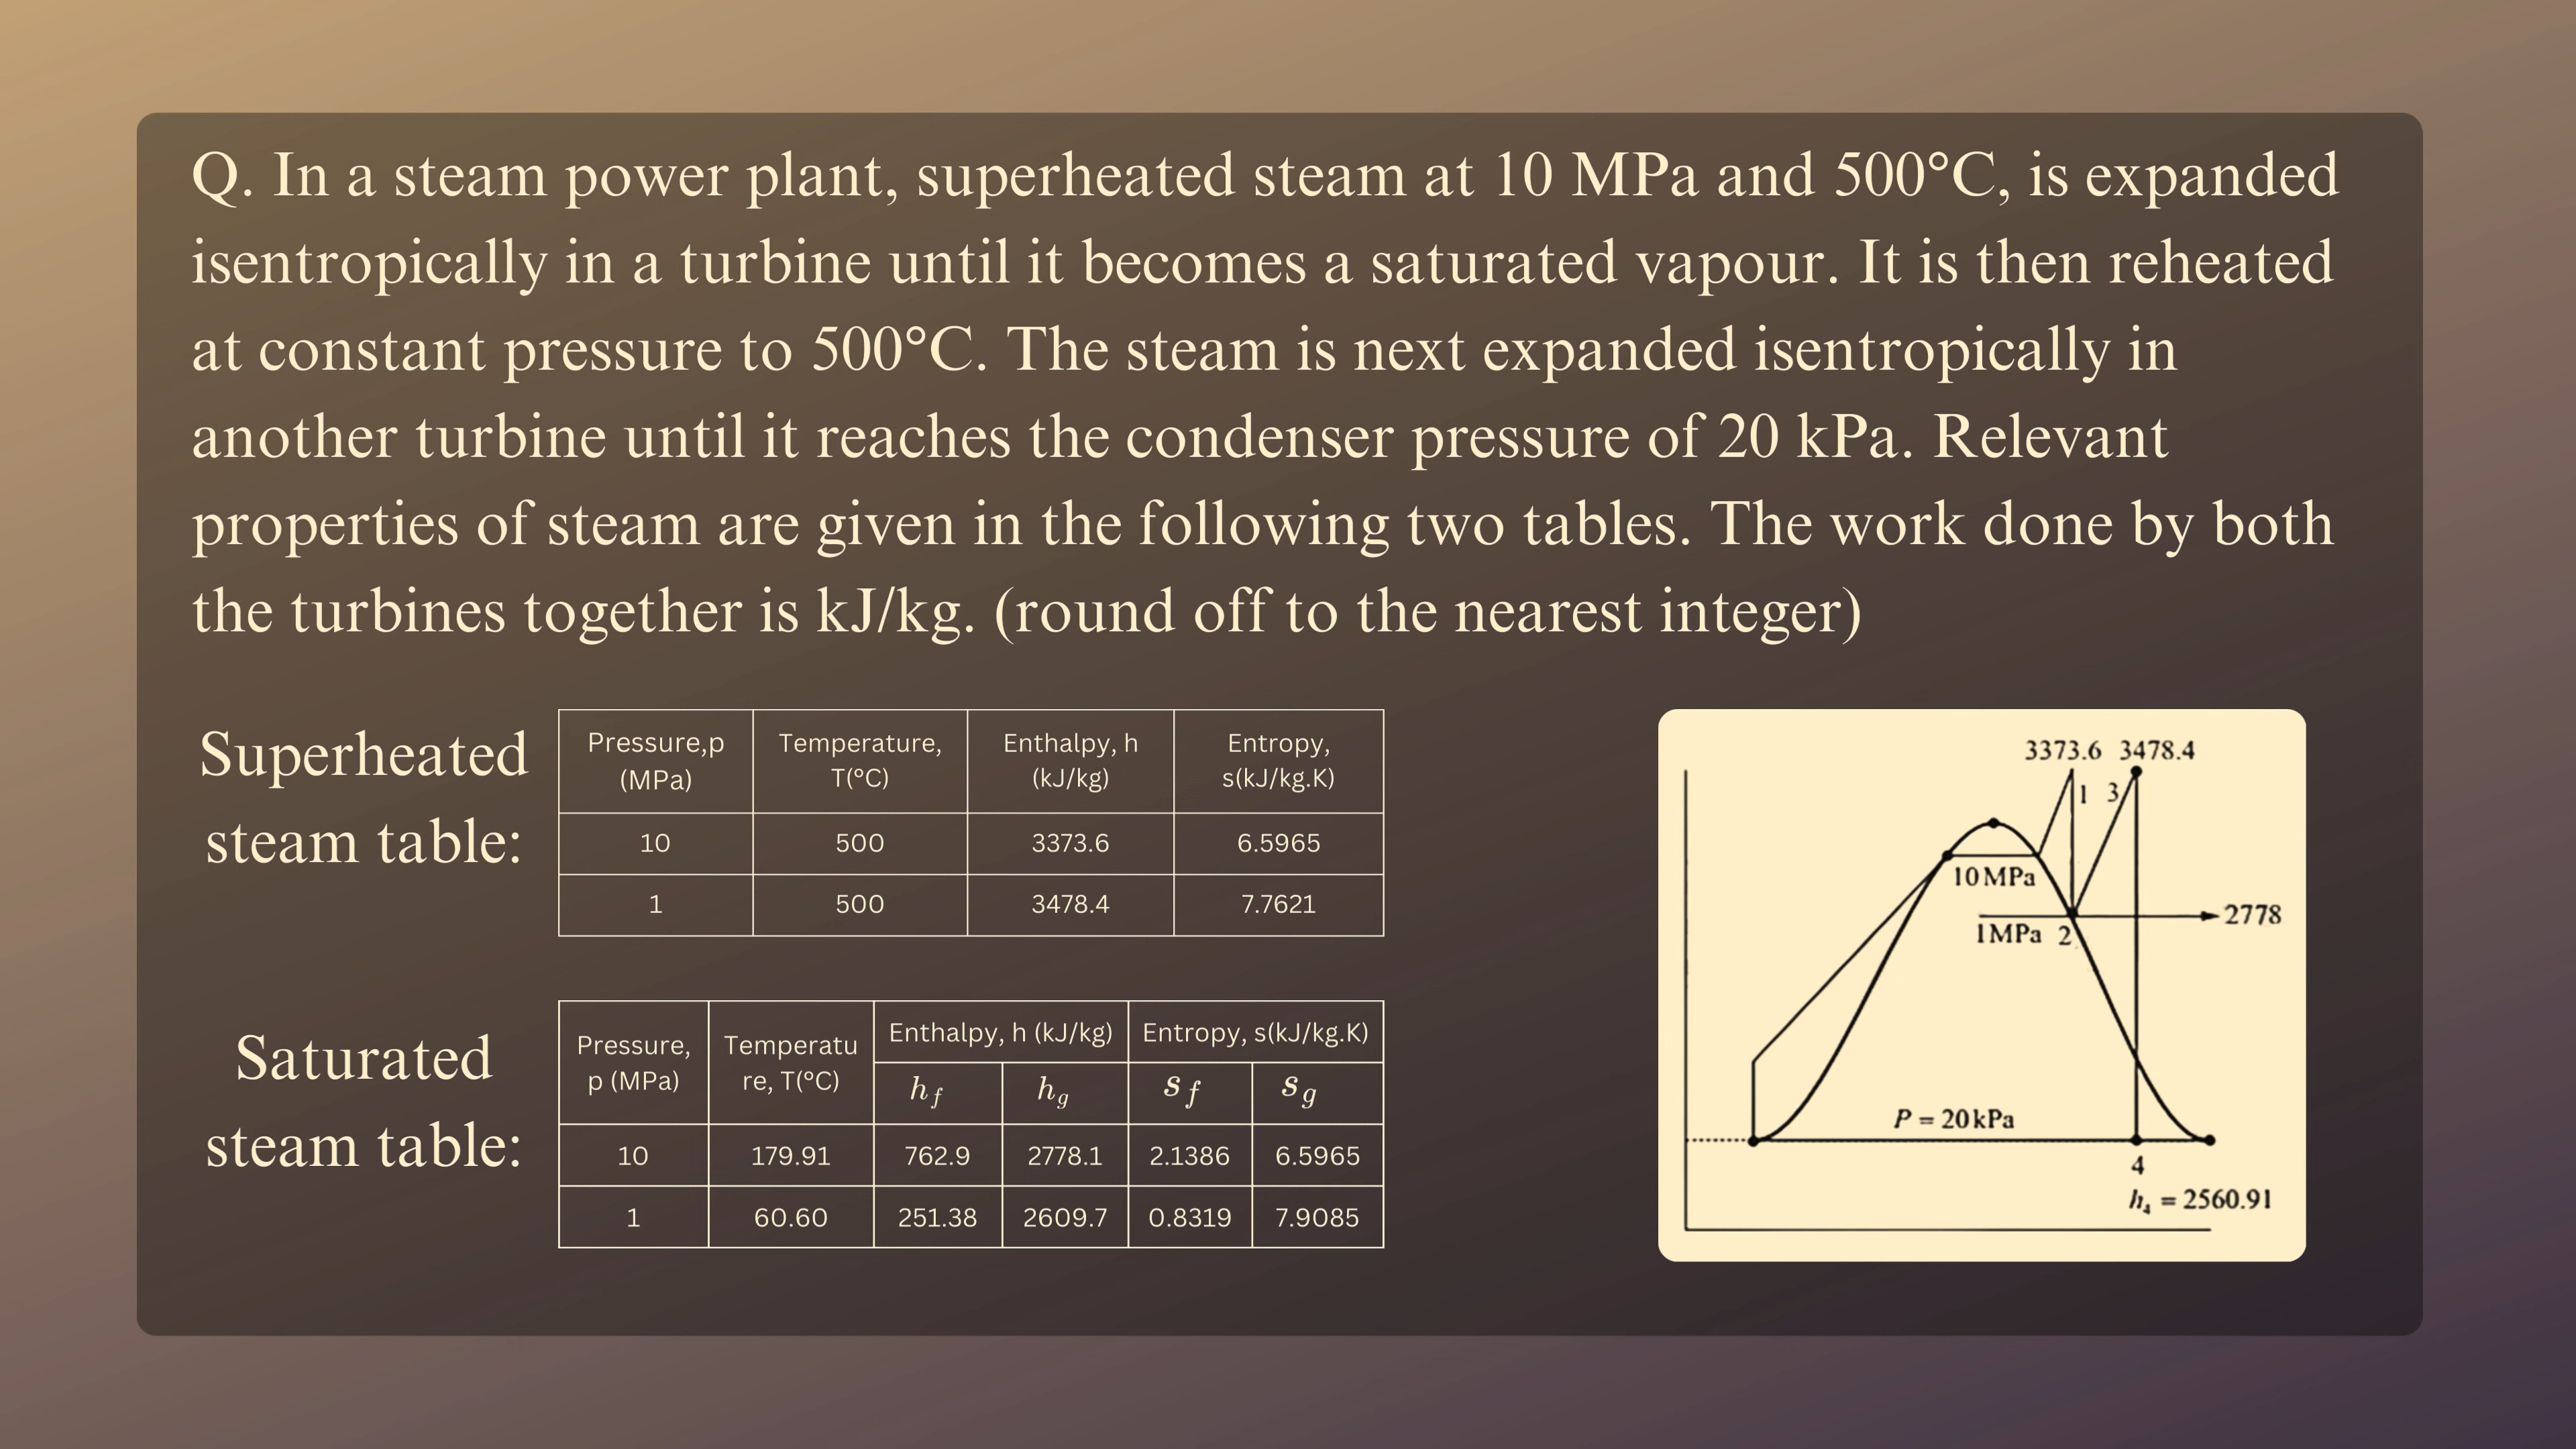 Q. In a steam power plant, superheated steam at 10 MPa and 500°C, is expanded
isentropically in a turbine until it becomes a saturated vapour. It is then reheated
at constant pressure to 500°C. The steam is next expanded isentropically in
another turbine until it reaches the condenser pressure of 20 kPa. Relevant
properties of steam are given in the following two tables. The work done by both
the turbines together is kJ/kg. (round off to the nearest integer)
Superheated
steam table:
Pressure,p
(MPa)
Temperature,
T(°C)
Enthalpy, h
(kJ/kg)
Entropy,
s(kJ/kg.K)
10 500 3373.6 6.5965
1 500 3478.4 7.7621
Saturated
steam table:
Pressure,
p (MPa)
Temperatu
re, T(°C)
Enthalpy, h (kJ/kg) Entropy, s(kJ/kg.K)
h_f h_g s_f s_g
10 179.91 762.9 2778.1 2.1386 6.5965
1 60.60 251.38 2609.7 0.8319 7.9085
3373.6 3478.4
1 3
10 MPa
2778
1 MPa 2
P = 20 kPa
4
h₄ = 2560.91